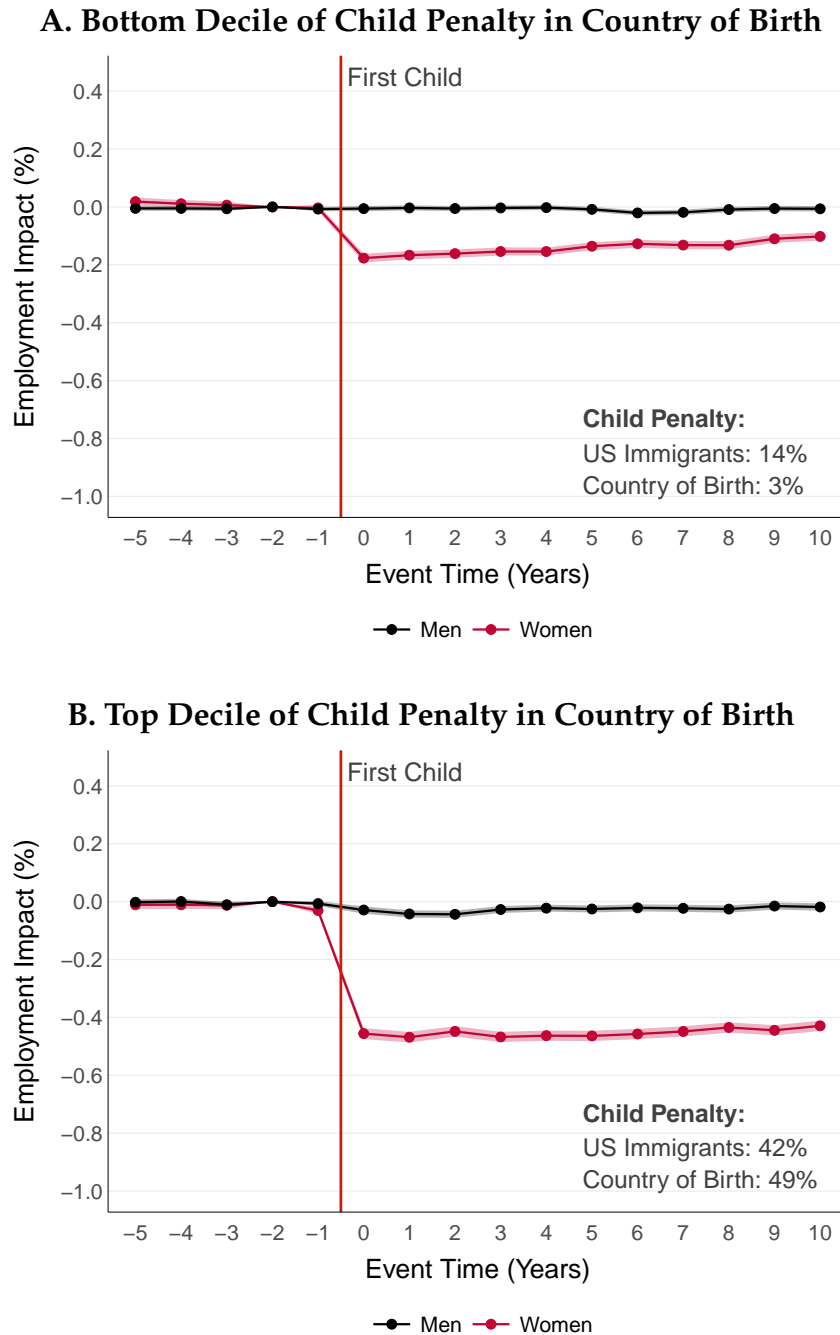 A. Bottom Decile of Child Penalty in Country of Birth
First Child
0.4
0.2
0.0
−0.2
−0.4
−0.6
−0.8
−1.0
Employment Impact (%)
Child Penalty:
US Immigrants: 14%
Country of Birth: 3%
−5 −4 −3 −2 −1 0 1 2 3 4 5 6 7 8 9 10
Event Time (Years)
Men Women
B. Top Decile of Child Penalty in Country of Birth
First Child
0.4
0.2
0.0
−0.2
−0.4
−0.6
−0.8
−1.0
Employment Impact (%)
Child Penalty:
US Immigrants: 42%
Country of Birth: 49%
−5 −4 −3 −2 −1 0 1 2 3 4 5 6 7 8 9 10
Event Time (Years)
Men Women